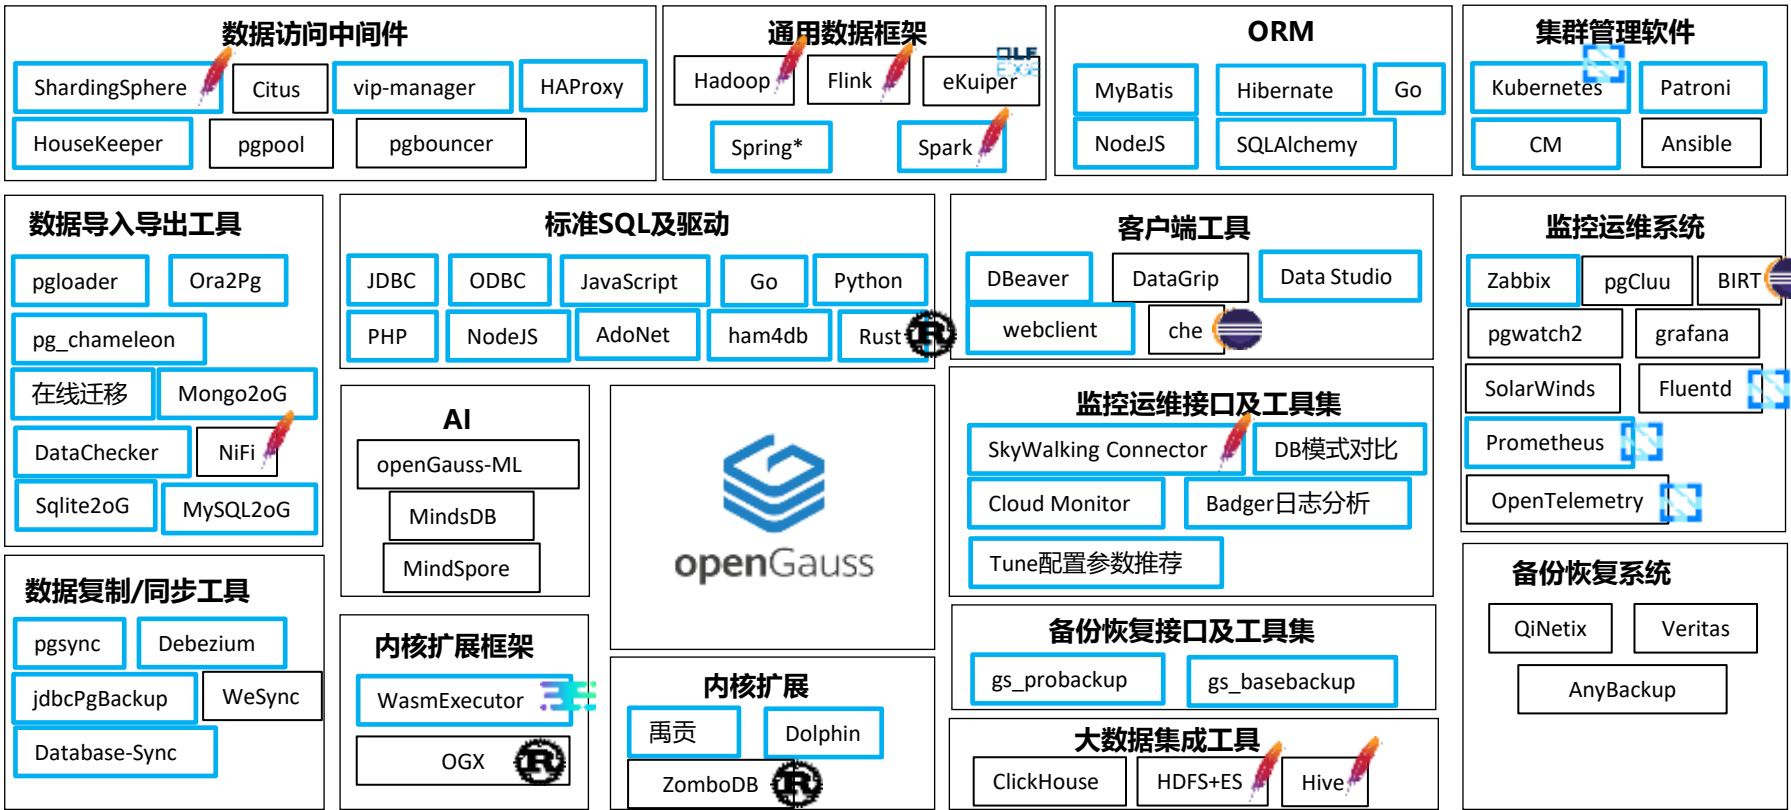 数据访问中间件
ShardingSphere
Citus
vip-manager
HAProxy
HouseKeeper
pgpool
pgbouncer
通用数据框架
Hadoop
Flink
eKuiper
LF
EDGE
Spring*
Spark
ORM
MyBatis
Hibernate
Go
NodeJS
SQLAlchemy
集群管理软件
Kubernetes
Patroni
CM
Ansible
数据导入导出工具
pgloader
Ora2Pg
pg_chameleon
在线迁移
Mongo2oG
DataChecker
NiFi
Sqlite2oG
MySQL2oG
标准SQL及驱动
JDBC
ODBC
JavaScript
Go
Python
PHP
NodeJS
AdoNet
ham4db
Rust
R
客户端工具
DBeaver
DataGrip
Data Studio
webclient
che
监控运维系统
Zabbix
pgCluu
BIRT
pgwatch2
grafana
SolarWinds
Fluentd
Prometheus
OpenTelemetry
AI
openGauss-ML
MindsDB
MindSpore
openGauss
监控运维接口及工具集
SkyWalking Connector
DB模式对比
Cloud Monitor
Badger日志分析
Tune配置参数推荐
数据复制/同步工具
pgsync
Debezium
jdbcPgBackup
WeSync
Database-Sync
内核扩展框架
WasmExecutor
OGX
R
内核扩展
禹贡
Dolphin
ZomboDB
R
备份恢复接口及工具集
gs_probackup
gs_basebackup
大数据集成工具
ClickHouse
HDFS+ES
Hive
备份恢复系统
QiNetix
Veritas
AnyBackup